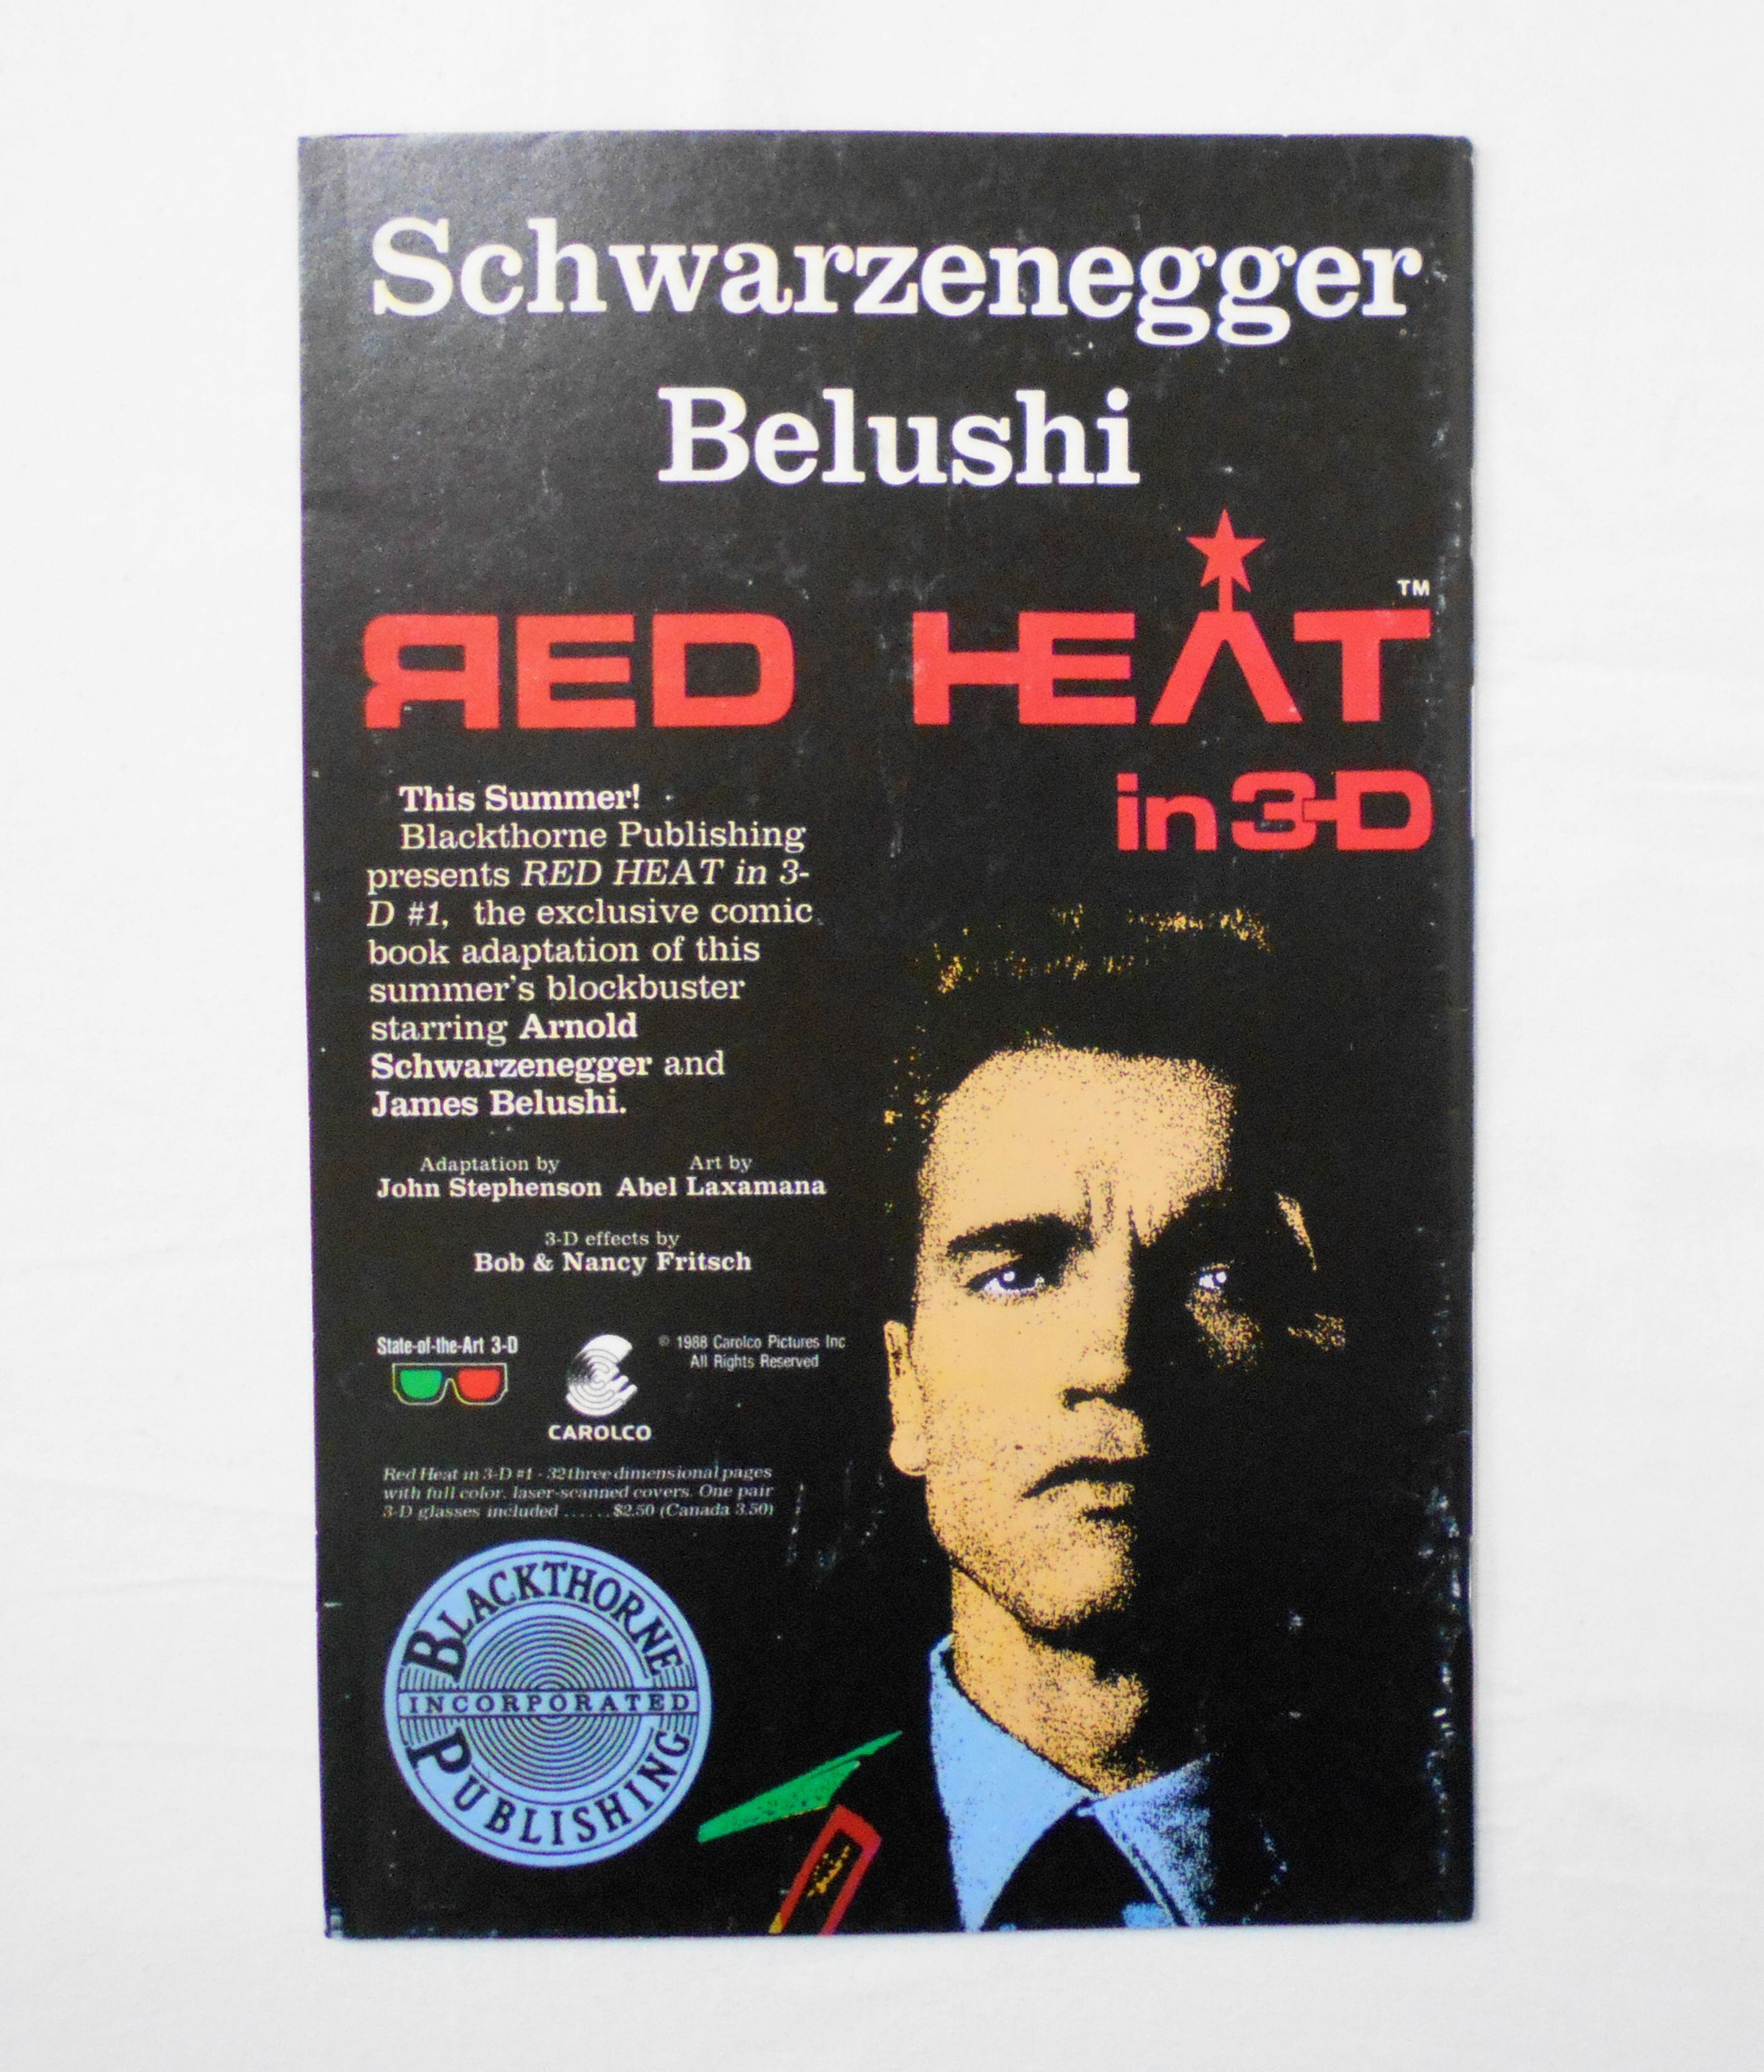 Schwarzenegger
Belushi
RED HEAT™
in 3-D
This Summer!
Blackthorne Publishing
presents RED HEAT in 3-
D #1, the exclusive comic
book adaptation of this
summer's blockbuster
starring Arnold
Schwarzenegger and
James Belushi.
Adaptation by
John Stephenson
Art by
Abel Laxamana
3-D effects by
Bob & Nancy Fritsch
State-of-the-Art 3-D
CAROLCO
© 1988 Carolco Pictures Inc
All Rights Reserved
Red Heat in 3-D #1 - 32 three dimensional pages
with full color, laser-scanned covers. One pair
3-D glasses included ...... $2.50 (Canada 3.50)
BLACKTHORNE
INCORPORATED
PUBLISHING